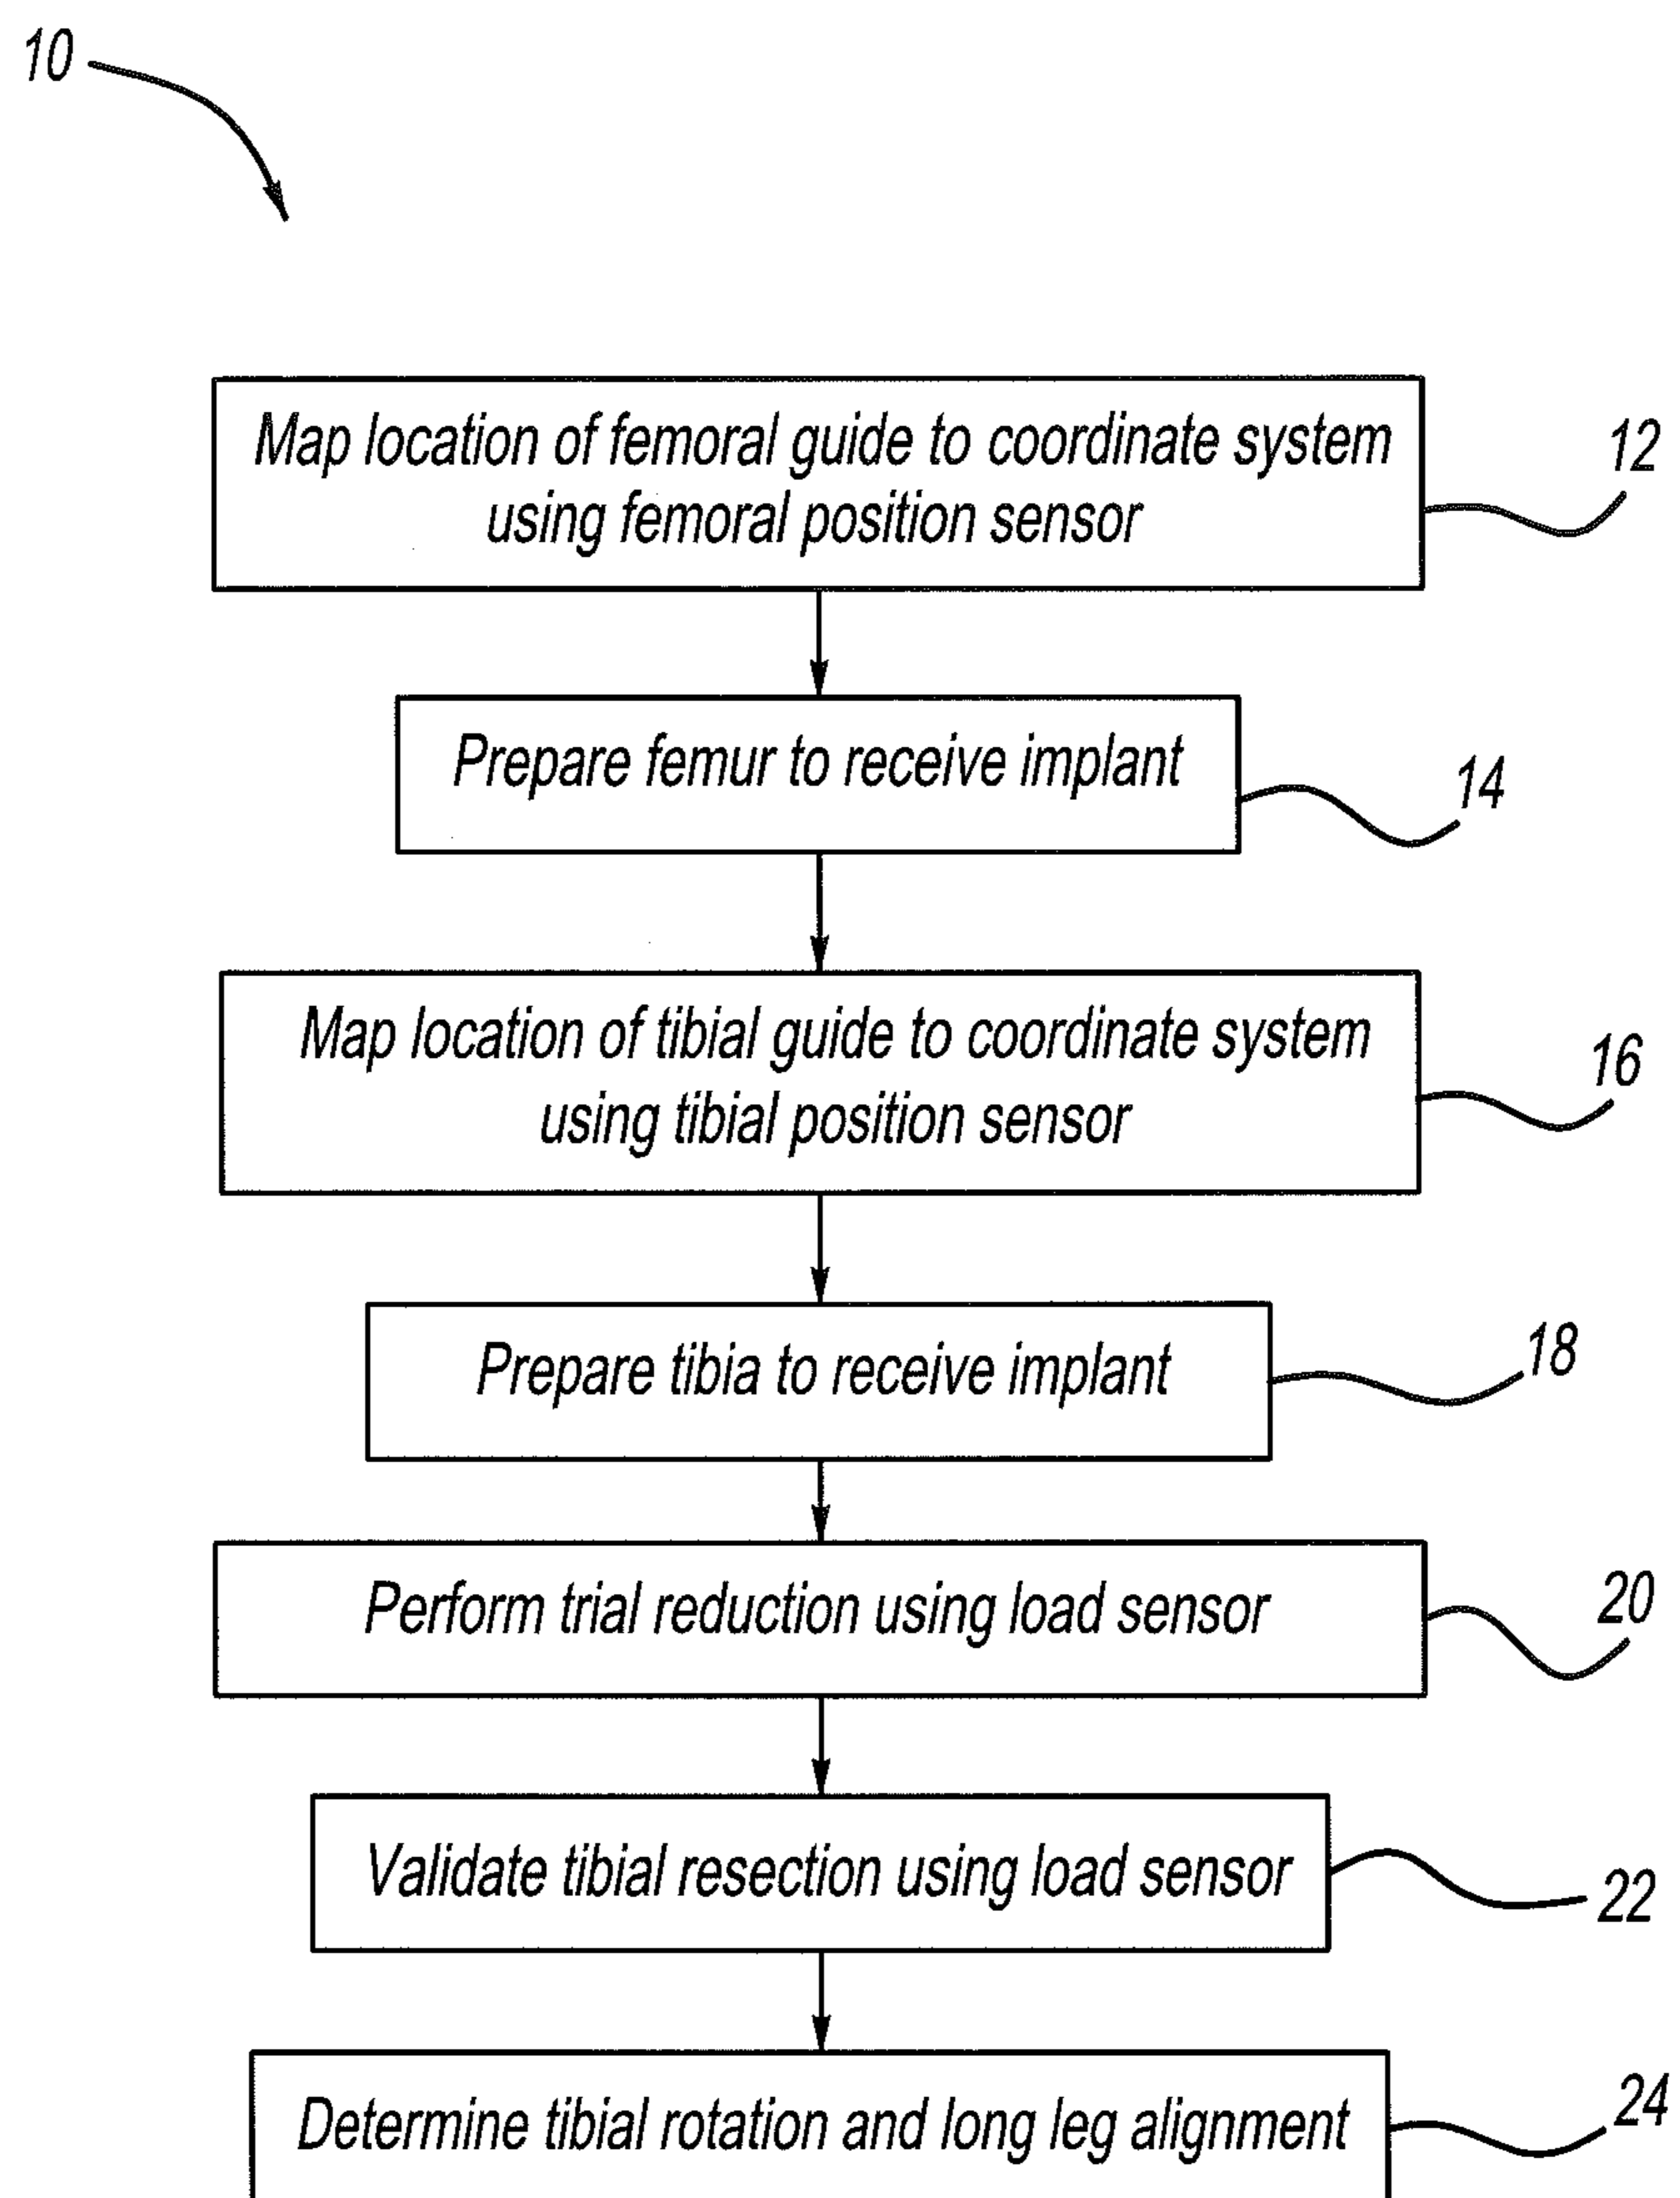 10
Map location of femoral guide to coordinate system
using femoral position sensor
12
Prepare femur to receive implant
14
Map location of tibial guide to coordinate system
using tibial position sensor
16
Prepare tibia to receive implant
18
Perform trial reduction using load sensor
20
Validate tibial resection using load sensor
22
Determine tibial rotation and long leg alignment
24